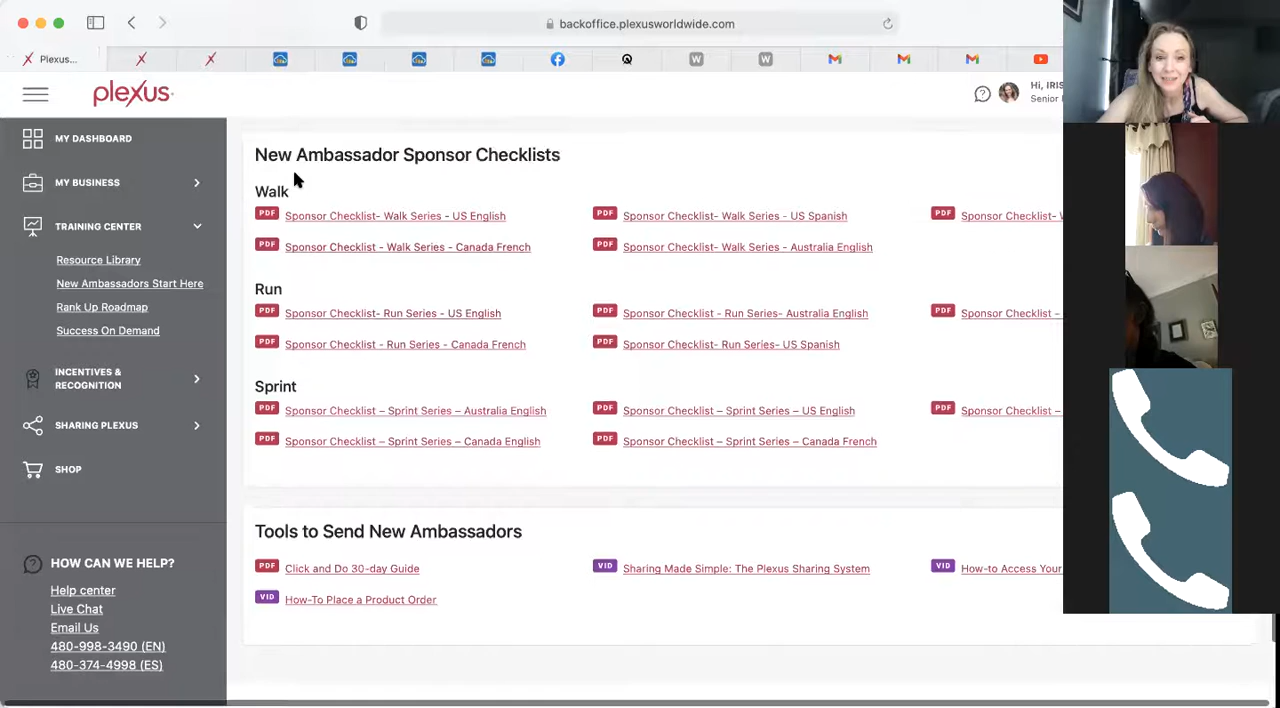 backoffice.plexusworldwide.com
Plexus...
plexus
Hi, IRIS
Senior
MY DASHBOARD
MY BUSINESS
TRAINING CENTER
Resource Library
New Ambassadors Start Here
Rank Up Roadmap
Success On Demand
INCENTIVES &
RECOGNITION
SHARING PLEXUS
SHOP
HOW CAN WE HELP?
Help center
Live Chat
Email Us
480-998-3490 (EN)
480-374-4998 (ES)
New Ambassador Sponsor Checklists
Walk
PDF Sponsor Checklist- Walk Series - US English
PDF Sponsor Checklist- Walk Series - US Spanish
PDF Sponsor Checklist-
PDF Sponsor Checklist - Walk Series - Canada French
PDF Sponsor Checklist- Walk Series - Australia English
Run
PDF Sponsor Checklist- Run Series - US English
PDF Sponsor Checklist - Run Series- Australia English
PDF Sponsor Checklist -
PDF Sponsor Checklist - Run Series - Canada French
PDF Sponsor Checklist- Run Series- US Spanish
Sprint
PDF Sponsor Checklist – Sprint Series – Australia English
PDF Sponsor Checklist – Sprint Series – US English
PDF Sponsor Checklist –
PDF Sponsor Checklist – Sprint Series – Canada English
PDF Sponsor Checklist – Sprint Series – Canada French
Tools to Send New Ambassadors
PDF Click and Do 30-day Guide
VID Sharing Made Simple: The Plexus Sharing System
VID How-to Access Your
VID How-To Place a Product Order